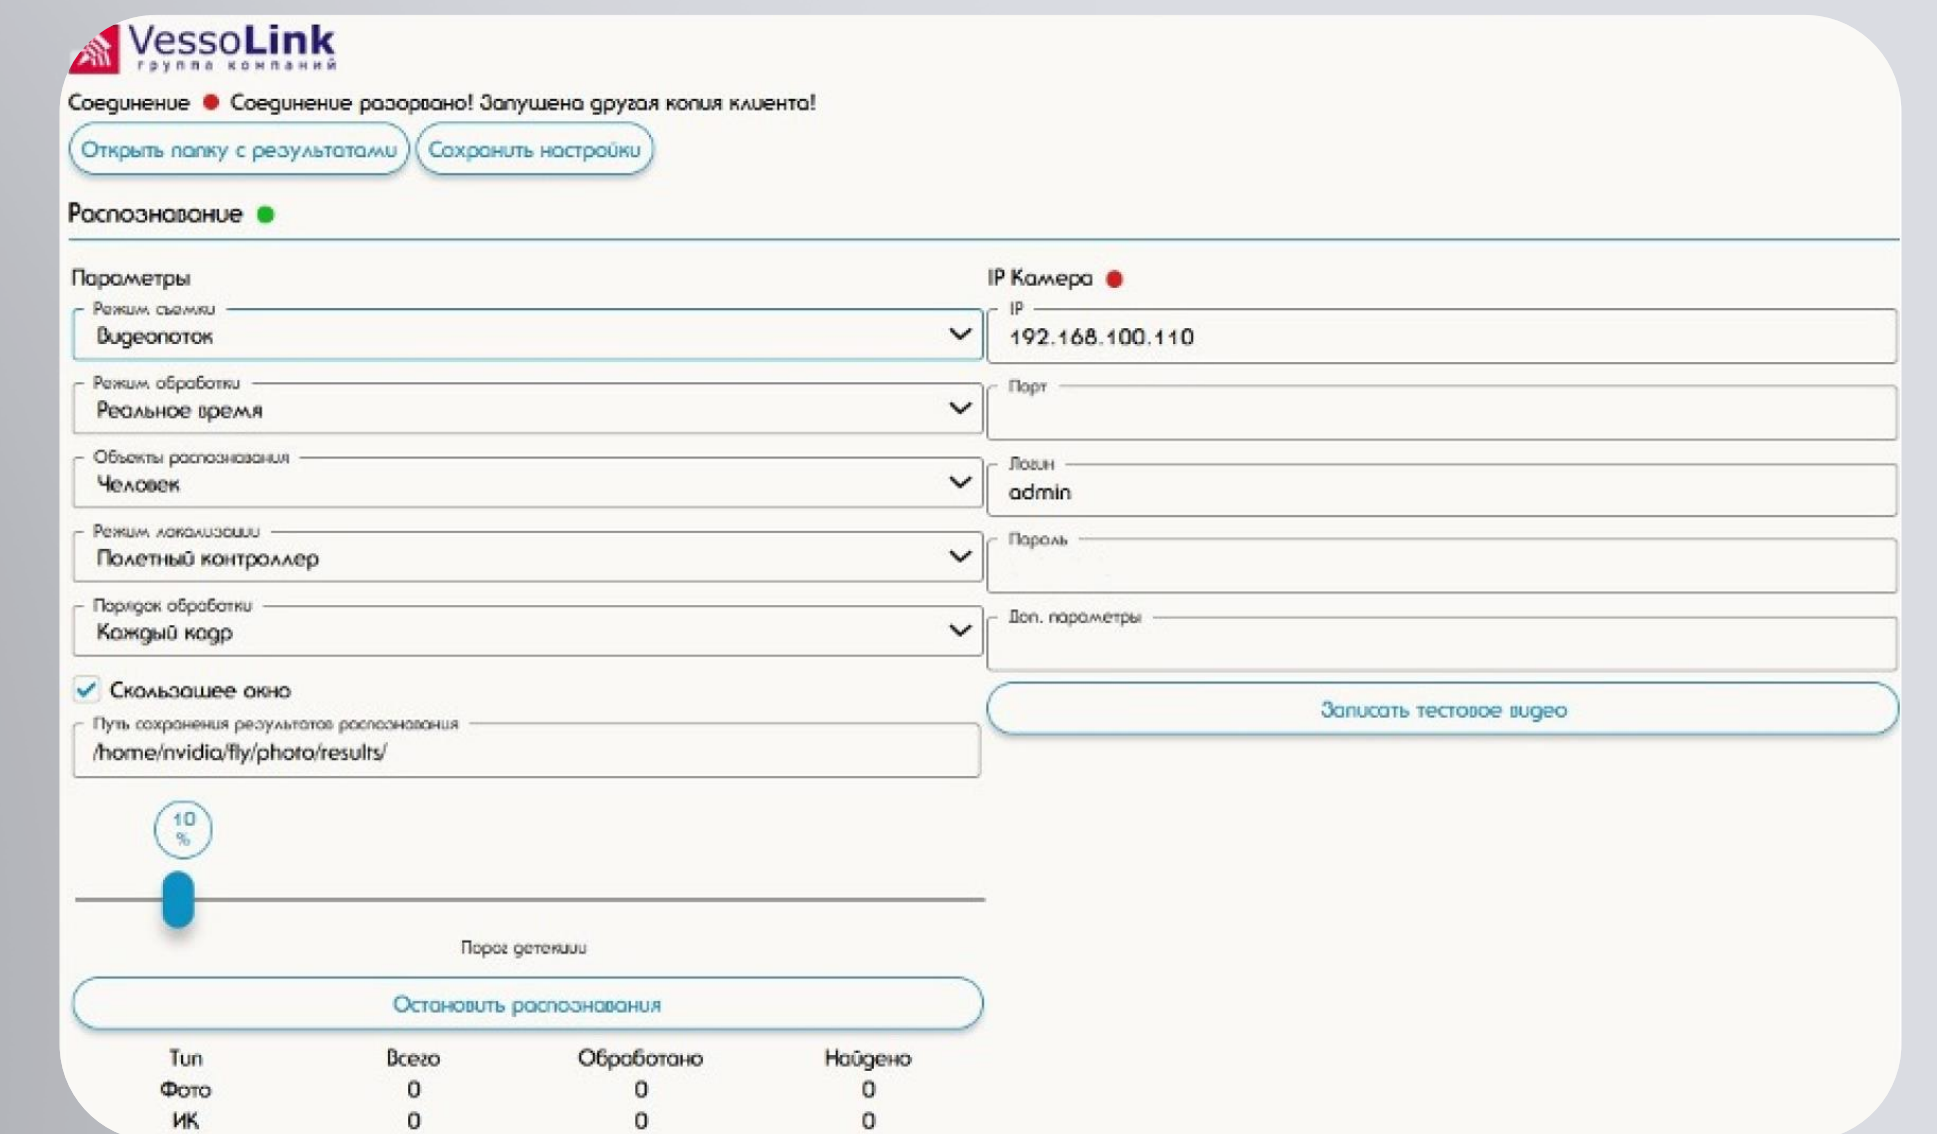 VessoLink
группа компаний
Соединение Соединение разорвано! Запущена другая копия клиента!
Открыть папку с результатами Сохранить настройки
Распознавание
Параметры
Режим съемки
Видеопоток
Режим обработки
Реальное время
Объекты распознавания
Человек
Режим локализации
Полетный контроллер
Порядок обработки
Каждый кадр
Скользащее окно
Путь сохранения результатов распознавания
/home/nvidia/fly/photo/results/
10
%
Порог детекции
Остановить распознавания
Тип Всего Обработано Найдено
Фото 0 0 0
ИК 0 0 0
IP Камера
IP
192.168.100.110
Порт
Логин
admin
Пароль
Доп. параметры
Записать тестовое видео